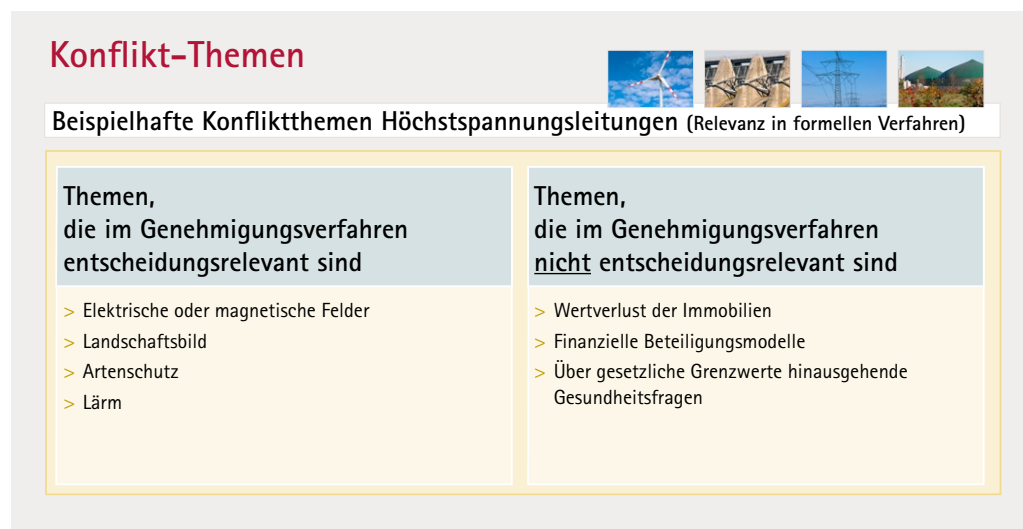 Konflikt-Themen
Beispielhafte Konfliktthemen Höchstspannungsleitungen (Relevanz in formellen Verfahren)
Themen,
die im Genehmigungsverfahren
entscheidungsrelevant sind
> Elektrische oder magnetische Felder
> Landschaftsbild
> Artenschutz
> Lärm
Themen,
die im Genehmigungsverfahren
nicht entscheidungsrelevant sind
> Wertverlust der Immobilien
> Finanzielle Beteiligungsmodelle
> Über gesetzliche Grenzwerte hinausgehende
Gesundheitsfragen